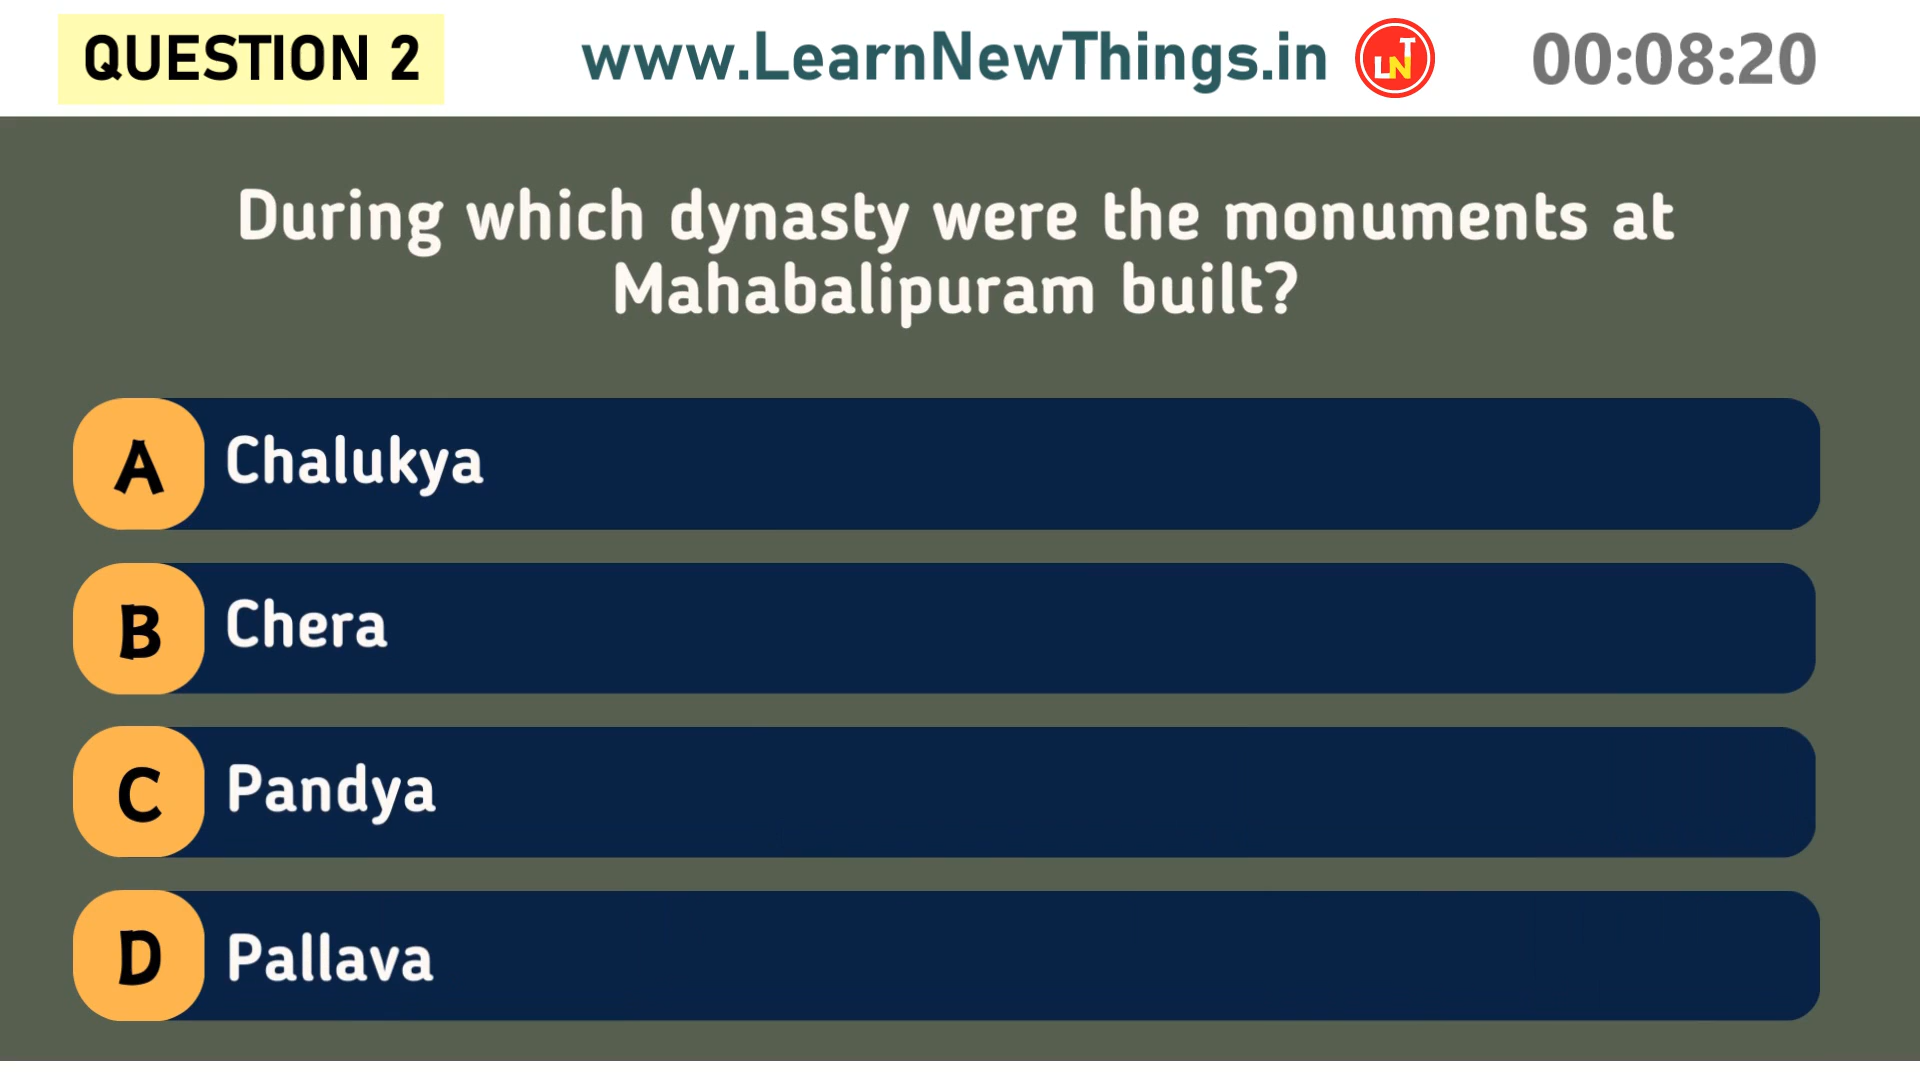 QUESTION 2
www.LearnNewThings.in
LNT
00:08:20
During which dynasty were the monuments at
Mahabalipuram built?
A Chalukya
B Chera
C Pandya
D Pallava